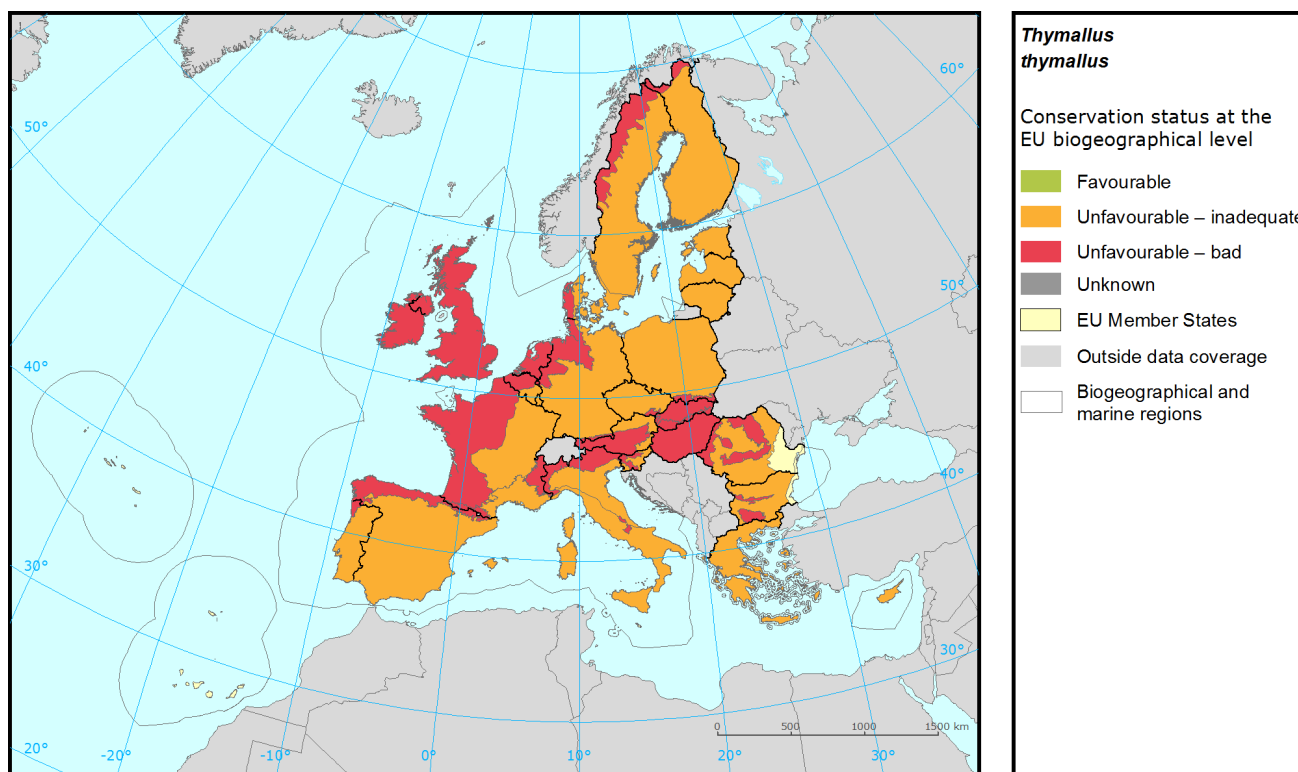 Thymallus
thymallus
Conservation status at the
EU biogeographical level
Favourable
Unfavourable – inadequate
Unfavourable – bad
Unknown
EU Member States
Outside data coverage
Biogeographical and
marine regions
60°
50°
50°
40°
40°
30°
30°
20°
-20°
-10°
0°
10°
20°
30°
0 500 1000 1500 km